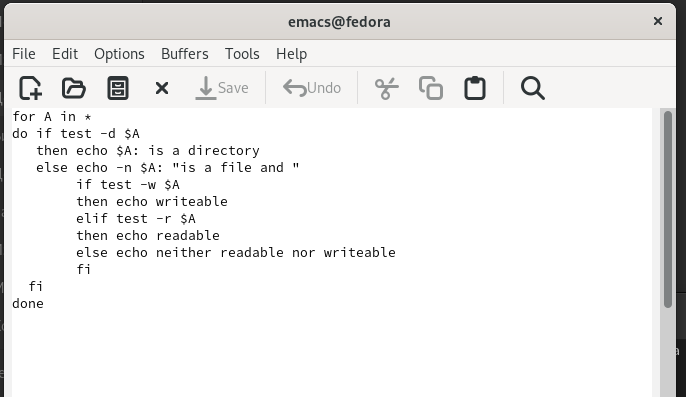 emacs@fedora
File Edit Options Buffers Tools Help
Save Undo
for A in *
do if test -d $A
   then echo $A: is a directory
   else echo -n $A: "is a file and "
        if test -w $A
        then echo writeable
        elif test -r $A
        then echo readable
        else echo neither readable nor writeable
        fi
  fi
done